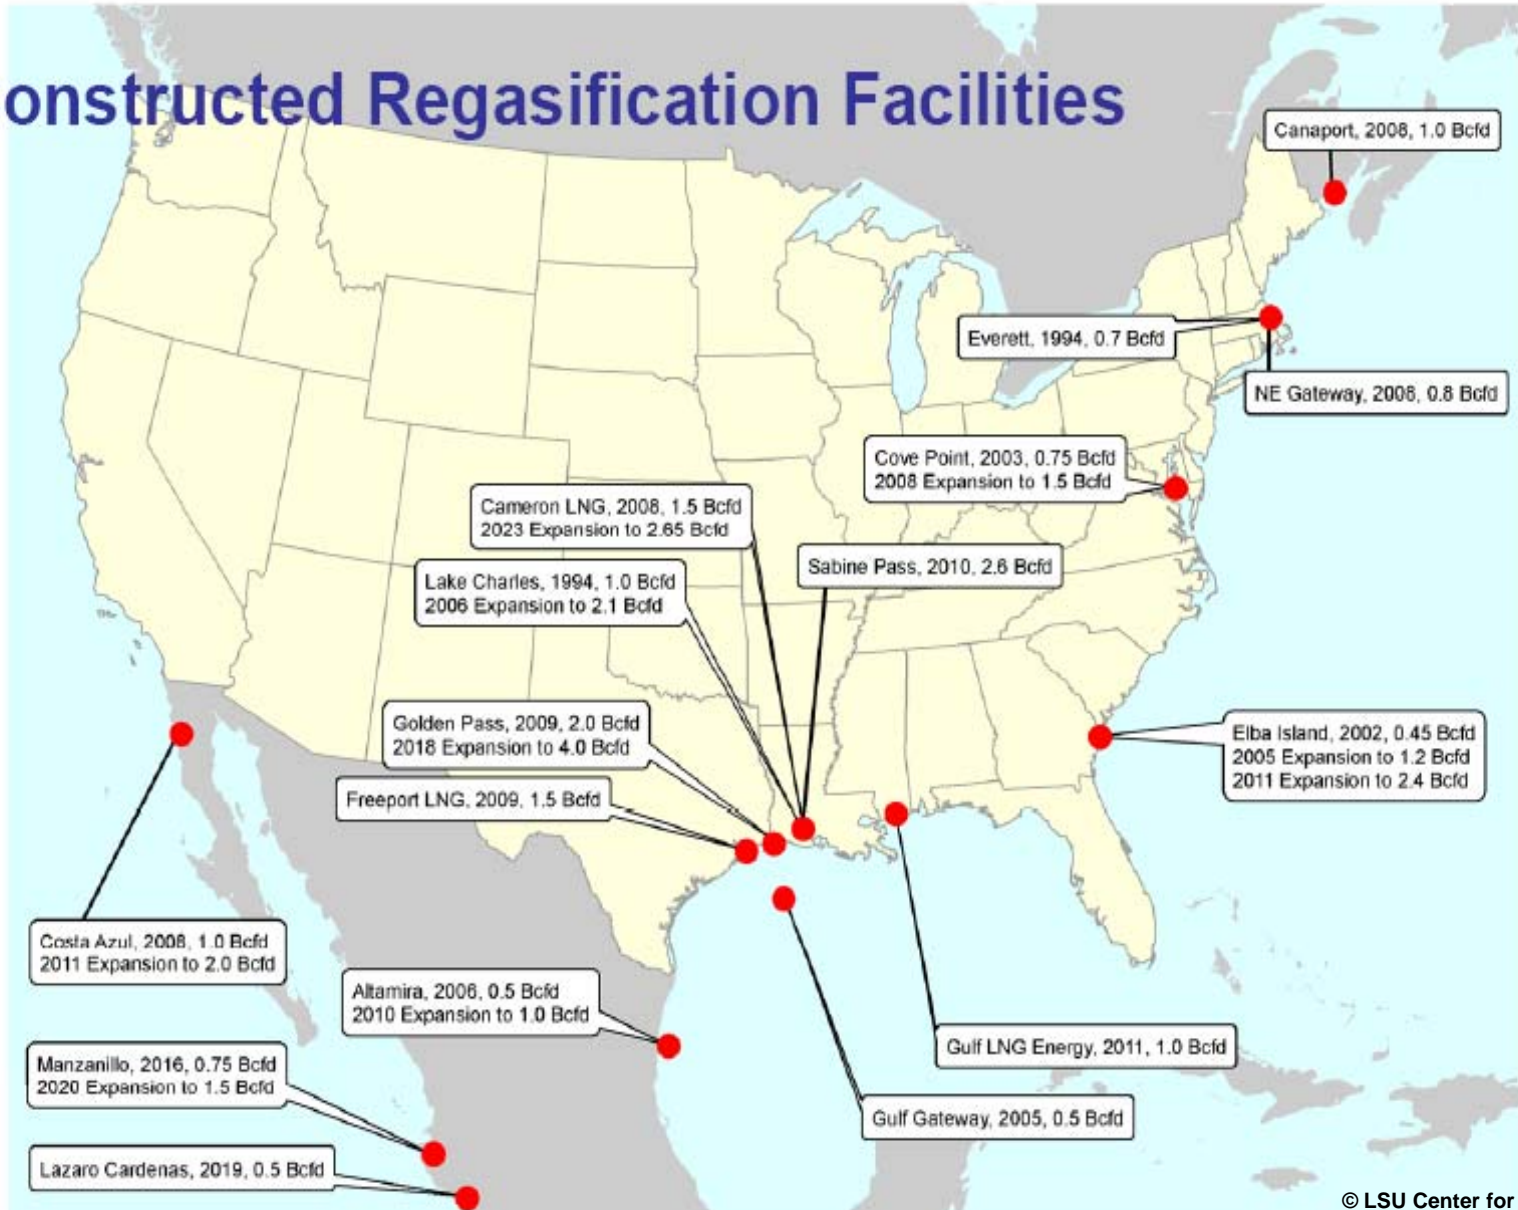 onstructed Regasification Facilities
Canaport, 2008, 1.0 Bcfd
Everett, 1994, 0.7 Bcfd
NE Gateway, 2008, 0.8 Bcfd
Cove Point, 2003, 0.75 Bcfd
2008 Expansion to 1.5 Bcfd
Cameron LNG, 2008, 1.5 Bcfd
2023 Expansion to 2.65 Bcfd
Sabine Pass, 2010, 2.6 Bcfd
Lake Charles, 1994, 1.0 Bcfd
2006 Expansion to 2.1 Bcfd
Golden Pass, 2009, 2.0 Bcfd
2018 Expansion to 4.0 Bcfd
Elba Island, 2002, 0.45 Bcfd
2005 Expansion to 1.2 Bcfd
2011 Expansion to 2.4 Bcfd
Freeport LNG, 2009, 1.5 Bcfd
Costa Azul, 2008, 1.0 Bcfd
2011 Expansion to 2.0 Bcfd
Altamira, 2006, 0.5 Bcfd
2010 Expansion to 1.0 Bcfd
Gulf LNG Energy, 2011, 1.0 Bcfd
Manzanillo, 2016, 0.75 Bcfd
2020 Expansion to 1.5 Bcfd
Gulf Gateway, 2005, 0.5 Bcfd
Lazaro Cardenas, 2019, 0.5 Bcfd
© LSU Center for